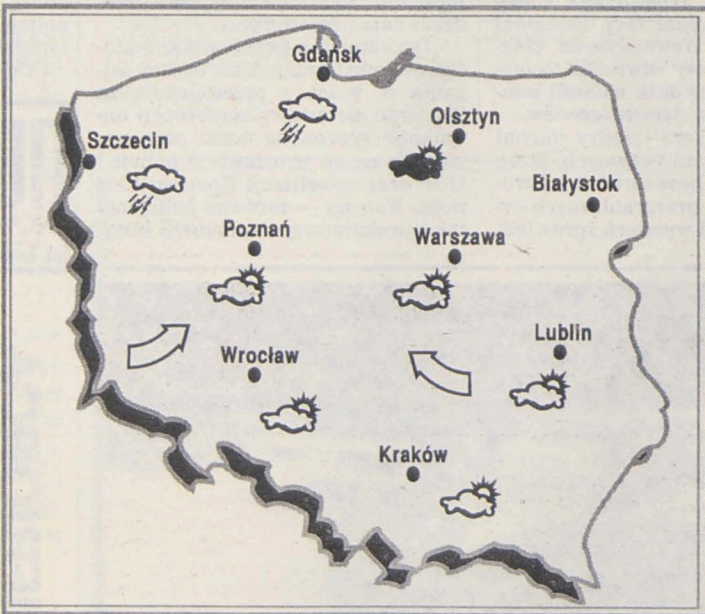 Gdańsk
Szczecin
Olsztyn
Białystok
Poznań
Warszawa
Wrocław
Lublin
Kraków